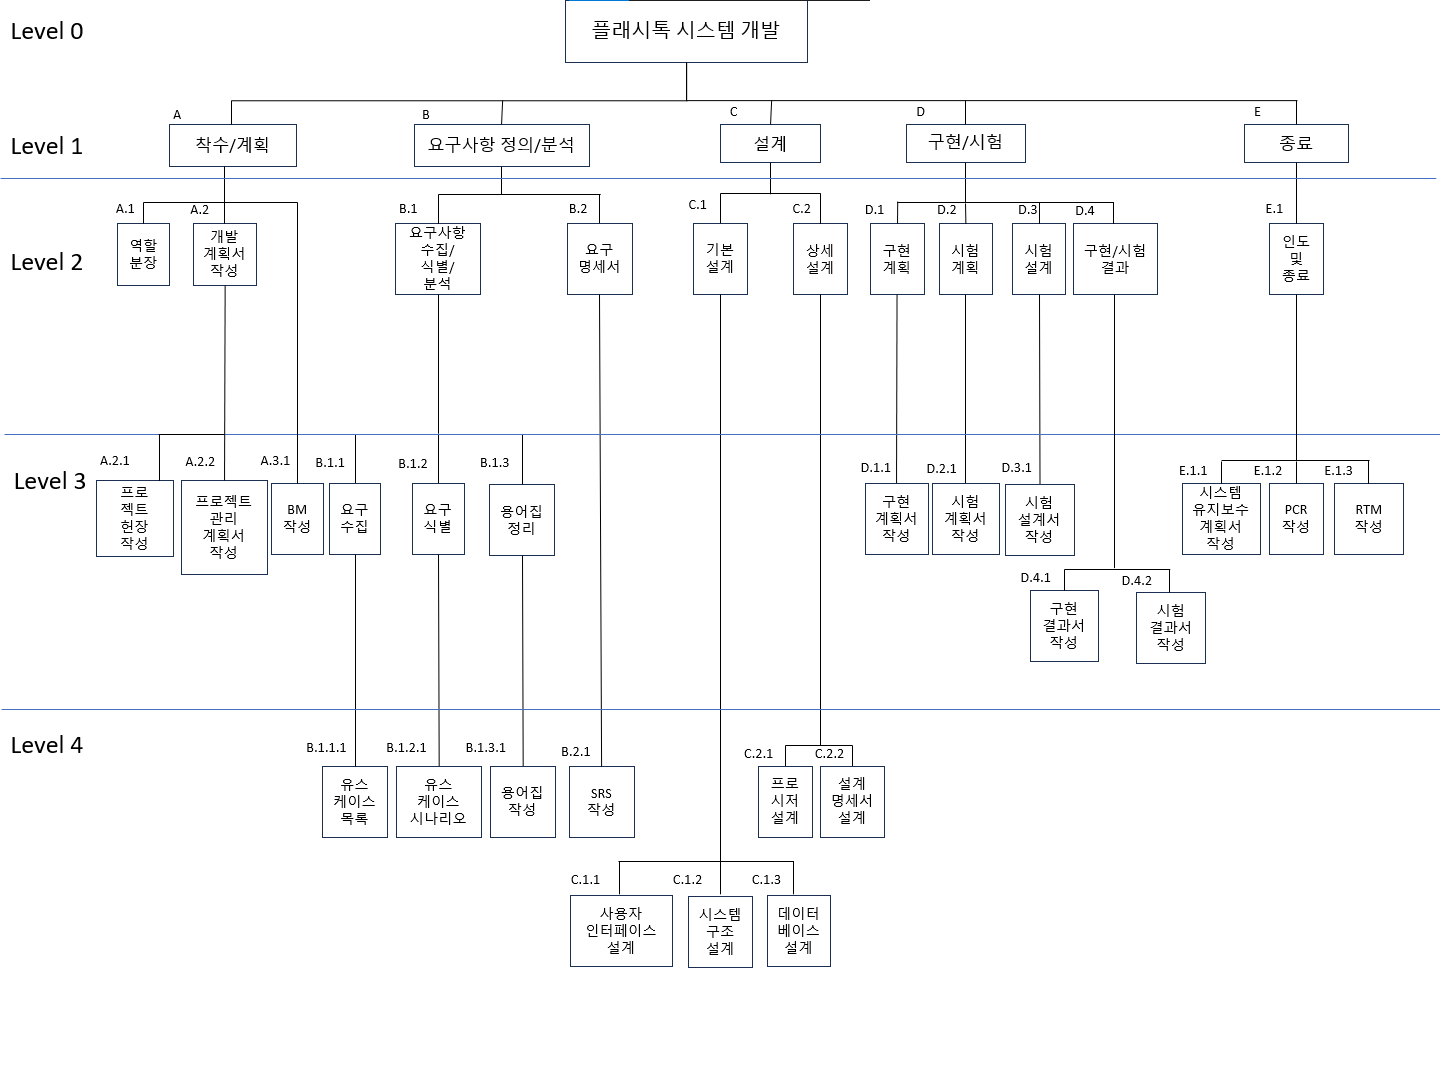 Level 0
플래시톡 시스템 개발
Level 1
A
착수/계획
B
요구사항 정의/분석
C
설계
D
구현/시험
E
종료
Level 2
A.1
역할
분장
A.2
개발
계획서
작성
B.1
요구사항
수집/
식별/
분석
B.2
요구
명세서
C.1
기본
설계
C.2
상세
설계
D.1
구현
계획
D.2
시험
계획
D.3
시험
설계
D.4
구현/시험
결과
E.1
인도
및
종료
Level 3
A.2.1
프로
젝트
헌장
작성
A.2.2
프로젝트
관리
계획서
작성
A.3.1
BM
작성
B.1.1
요구
수집
B.1.2
요구
식별
B.1.3
용어집
정리
D.1.1
구현
계획서
작성
D.2.1
시험
계획서
작성
D.3.1
시험
설계서
작성
E.1.1
시스템
유지보수
계획서
작성
E.1.2
PCR
작성
E.1.3
RTM
작성
D.4.1
구현
결과서
작성
D.4.2
시험
결과서
작성
Level 4
B.1.1.1
유스
케이스
목록
B.1.2.1
유스
케이스
시나리오
B.1.3.1
용어집
작성
B.2.1
SRS
작성
C.2.1
프로
시저
설계
C.2.2
설계
명세서
설계
C.1.1
사용자
인터페이스
설계
C.1.2
시스템
구조
설계
C.1.3
데이터
베이스
설계